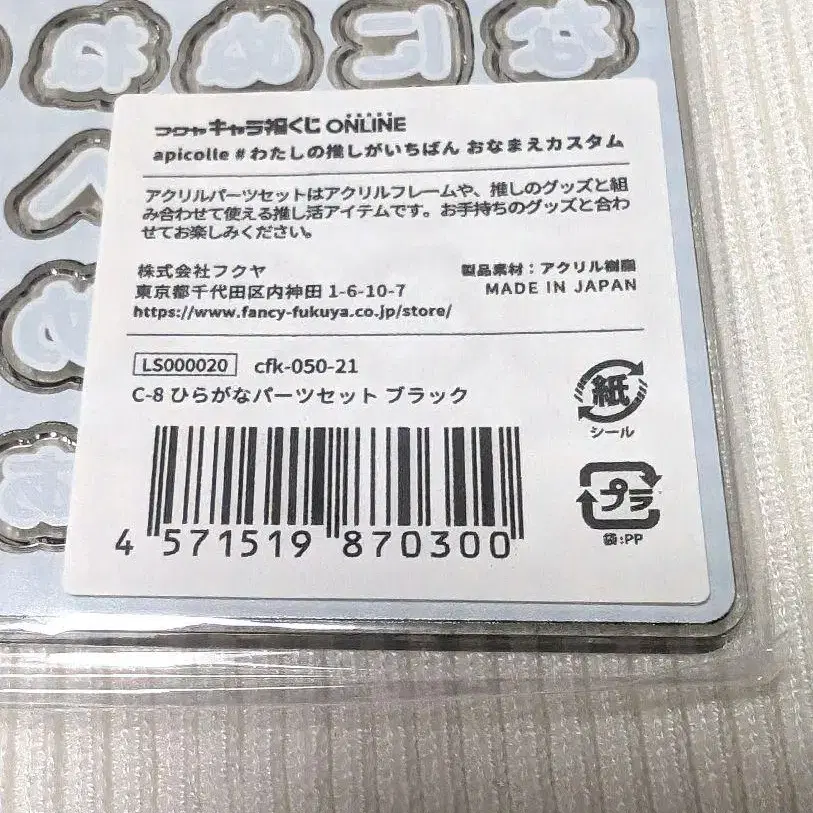 ね ぬ に な
へ
め
あ
フクヤキャラ福くじ ONLINE
apicolle #わたしの推しがいちばん おなまえカスタム
アクリルパーツセットはアクリルフレームや、推しのグッズと組
み合わせて使える推し活アイテムです。お手持ちのグッズと合わ
せてお楽しみください。
株式会社フクヤ
東京都千代田区内神田 1-6-10-7
https://www.fancy-fukuya.co.jp/store/
製品素材:アクリル樹脂
MADE IN JAPAN
LS000020 cfk-050-21
C-8 ひらがなパーツセット ブラック
紙
シール
プラ
袋:PP
4 571519 870300